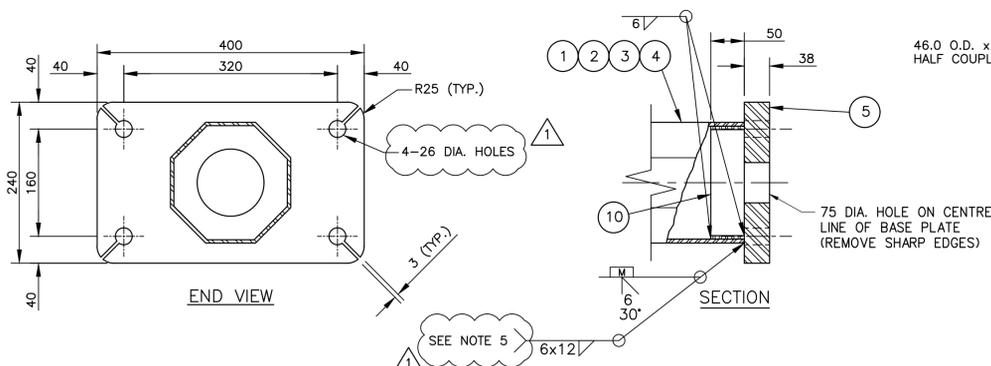 400
40
320
40
40
R25 (TYP.)
4–26 DIA. HOLES
1
240
160
40
3 (TYP.)
END VIEW
6
50
38
1 2 3 4
5
10
75 DIA. HOLE ON CENTRE
LINE OF BASE PLATE
(REMOVE SHARP EDGES)
M
6
30°
SECTION
SEE NOTE 5
6x12
1
46.0 O.D. x
HALF COUPL